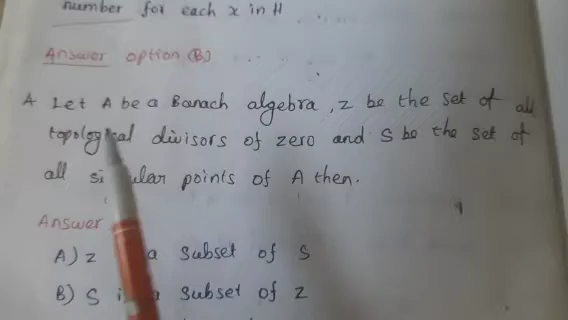 number for each x in H
Answer option (B)
A Let A be a Banach algebra, z be the set of all
topological divisors of zero and S be the set of
all points of A then.
Answer
A) z a subset of S
B) S a subset of z